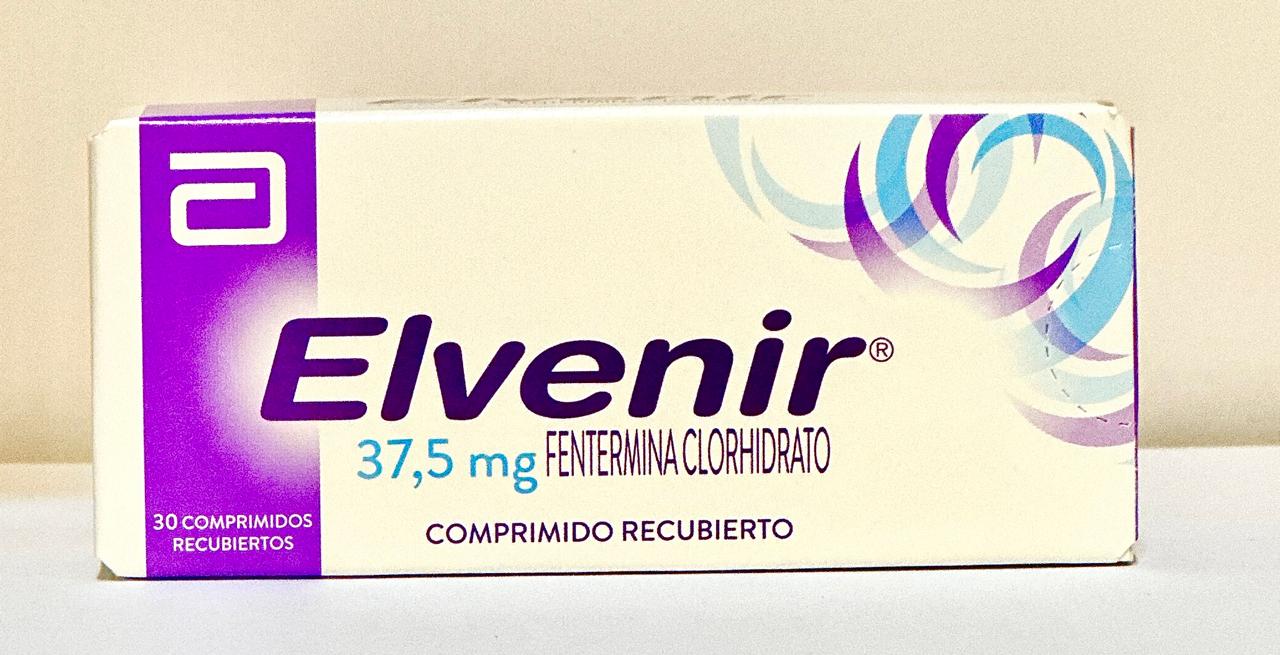 Elvenir®
37,5 mg FENTERMINA CLORHIDRATO
COMPRIMIDO RECUBIERTO
30 COMPRIMIDOS
RECUBIERTOS